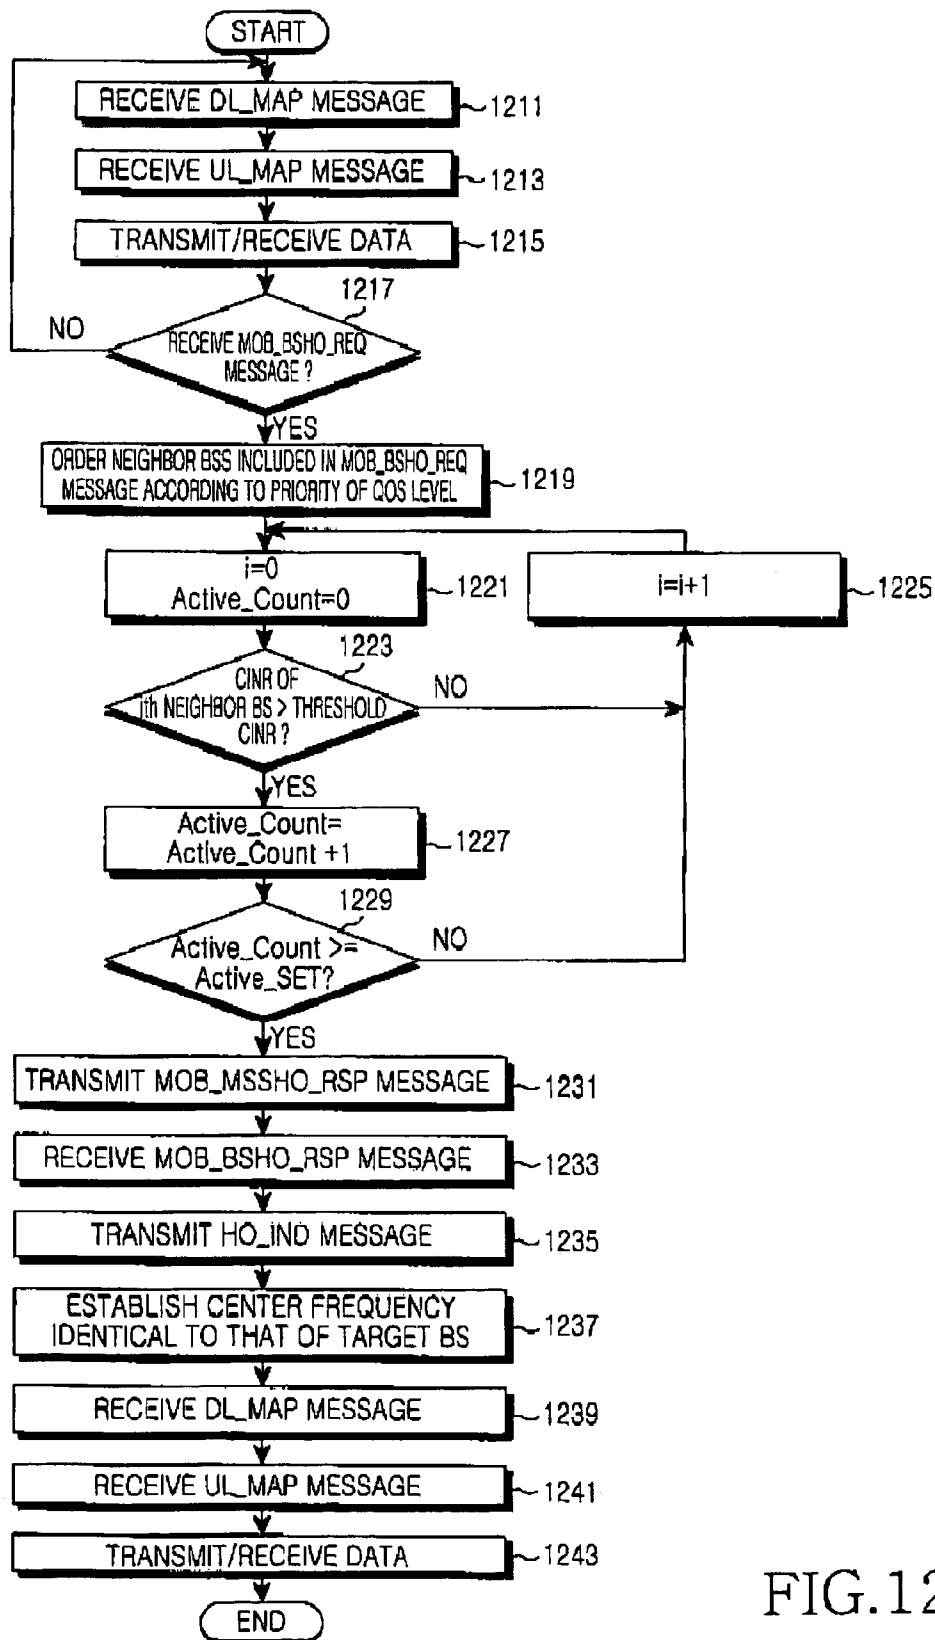 START
RECEIVE DL_MAP MESSAGE
1211
RECEIVE UL_MAP MESSAGE
1213
TRANSMIT/RECEIVE DATA
1215
1217
NO
RECEIVE MOB_BSHO_REQ
MESSAGE ?
YES
ORDER NEIGHBOR BSS INCLUDED IN MOB_BSHO_REQ
MESSAGE ACCORDING TO PRIORITY OF QOS LEVEL
1219
i=0
Active_Count=0
1221
i=i+1
1225
1223
CINR OF
ith NEIGHBOR BS > THRESHOLD
CINR ?
NO
YES
Active_Count=
Active_Count +1
1227
1229
Active_Count >=
Active_SET?
NO
YES
TRANSMIT MOB_MSSHO_RSP MESSAGE
1231
RECEIVE MOB_BSHO_RSP MESSAGE
1233
TRANSMIT HO_IND MESSAGE
1235
ESTABLISH CENTER FREQUENCY
IDENTICAL TO THAT OF TARGET BS
1237
RECEIVE DL_MAP MESSAGE
1239
RECEIVE UL_MAP MESSAGE
1241
TRANSMIT/RECEIVE DATA
1243
END
FIG.12